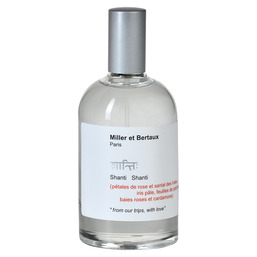 Miller et Bertaux
Paris
शान्तिः
Shanti Shanti
(pétales de rose et santal des Indes
iris pâle, feuilles de
baies roses et cardamome)
"from our trips, with love"